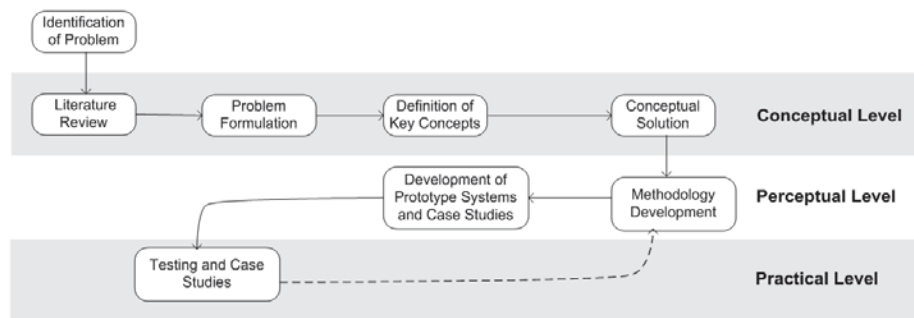 Identification
of Problem
Literature
Review
Problem
Formulation
Definition of
Key Concepts
Conceptual
Solution
Conceptual Level
Development of
Prototype Systems
and Case Studies
Methodology
Development
Perceptual Level
Testing and Case
Studies
Practical Level